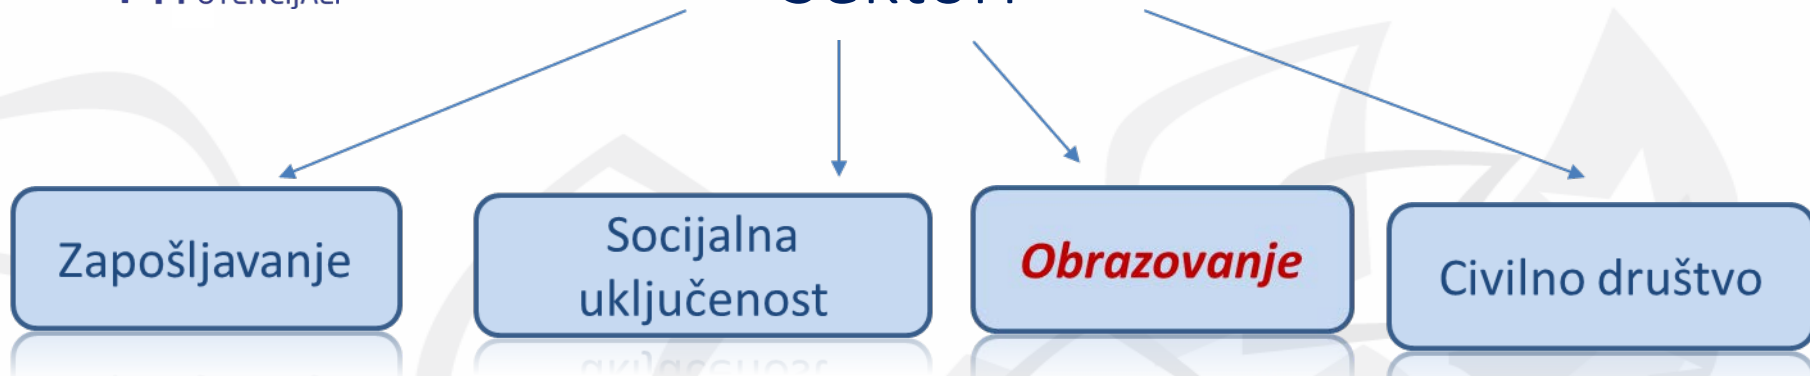 Zapošljavanje
Socijalna
uključenost
Obrazovanje
Civilno društvo